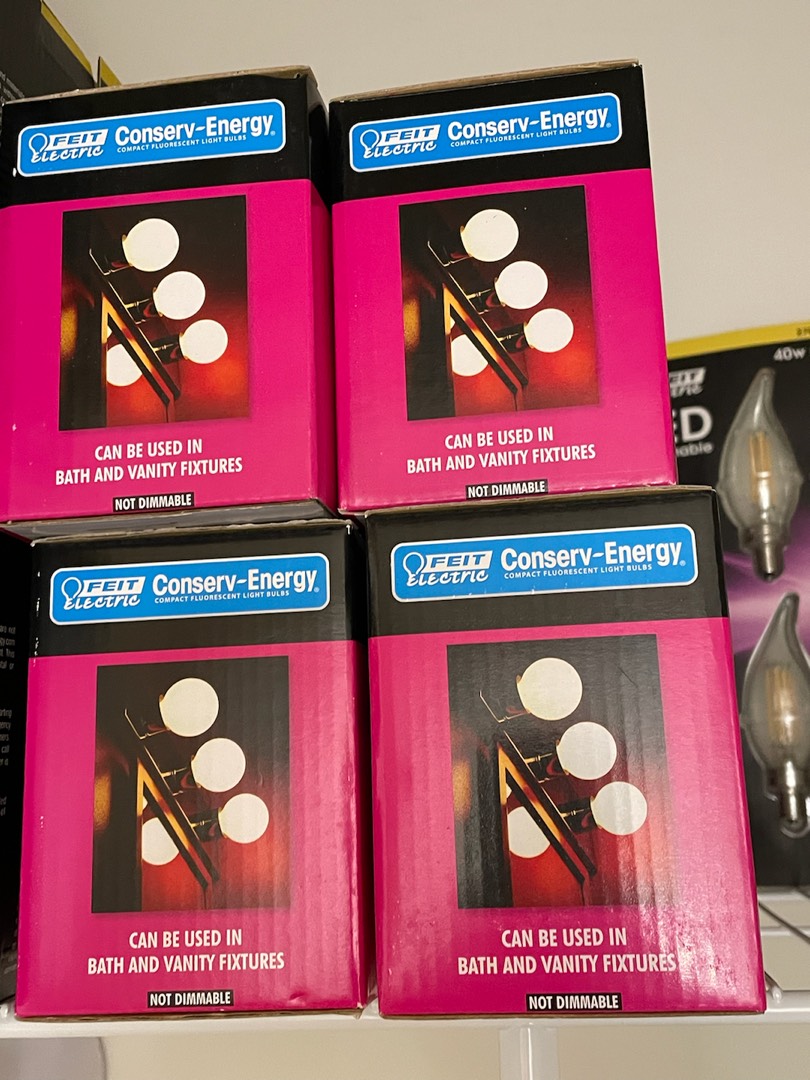 FEIT Electric Conserv-Energy®
COMPACT FLUORESCENT LIGHT BULBS
CAN BE USED IN
BATH AND VANITY FIXTURES
NOT DIMMABLE
FEIT Electric Conserv-Energy®
COMPACT FLUORESCENT LIGHT BULBS
CAN BE USED IN
BATH AND VANITY FIXTURES
NOT DIMMABLE
40W
FEIT Electric Conserv-Energy®
COMPACT FLUORESCENT LIGHT BULBS
CAN BE USED IN
BATH AND VANITY FIXTURES
NOT DIMMABLE
FEIT Electric Conserv-Energy®
COMPACT FLUORESCENT LIGHT BULBS
CAN BE USED IN
BATH AND VANITY FIXTURES
NOT DIMMABLE